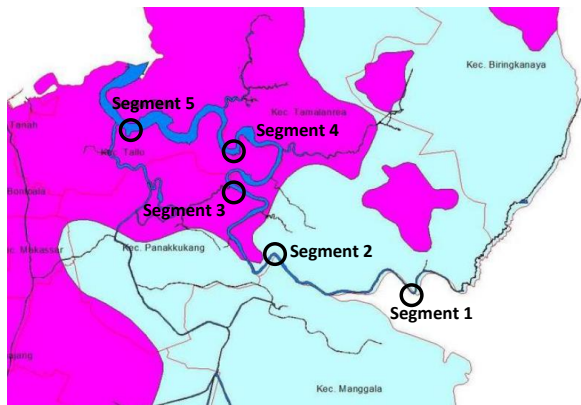 Kec. Biringkanaya
Segment 5
Kec. Tamalanrea
Segment 4
Tanah
Kec. Tallo
Bontoala
Segment 3
Kec. Makassar
Kec. Panakkukang
Segment 2
Segment 1
Kec. Manggala